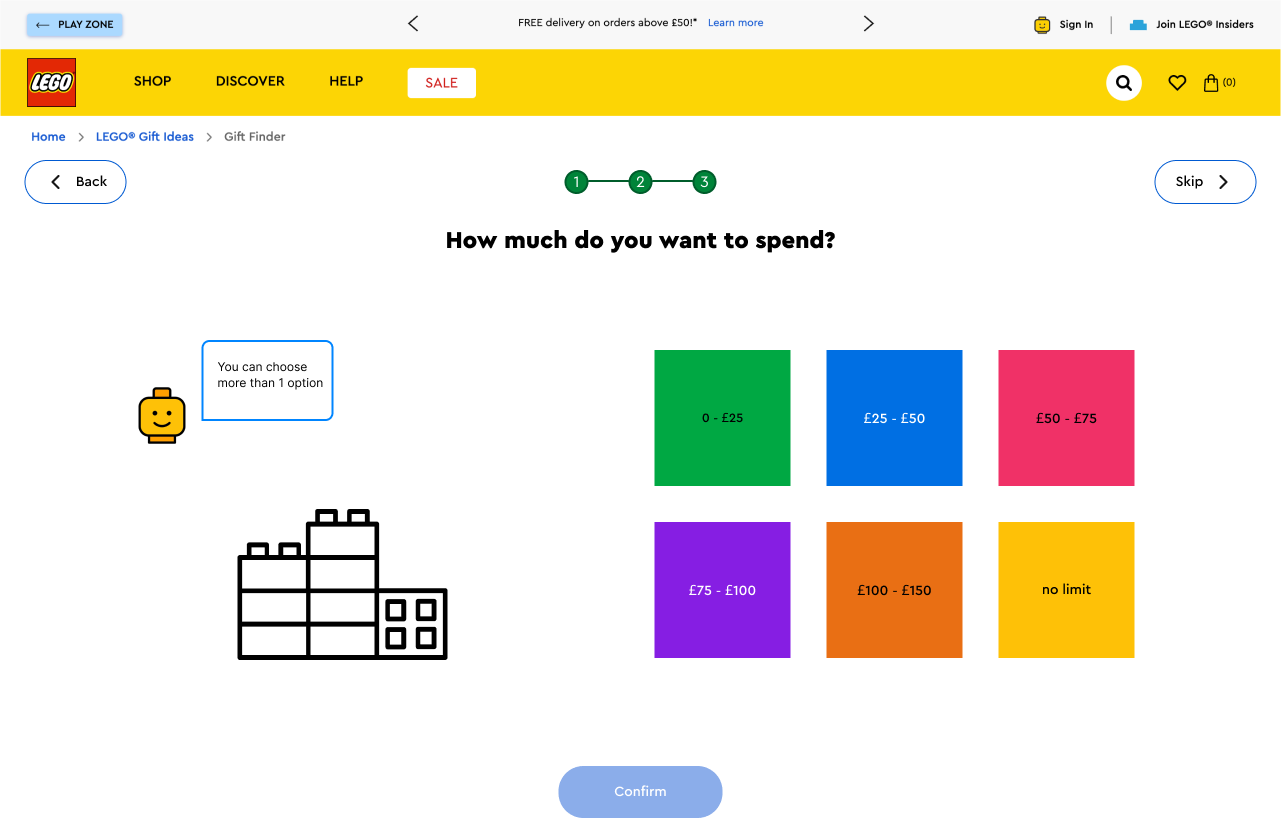 PLAY ZONE
FREE delivery on orders above £50!* Learn more
Sign In
Join LEGO® Insiders
LEGO
SHOP
DISCOVER
HELP
SALE
(0)
Home
LEGO® Gift Ideas
Gift Finder
Back
1
2
3
Skip
How much do you want to spend?
You can choose
more than 1 option
0 - £25
£25 - £50
£50 - £75
£75 - £100
£100 - £150
no limit
Confirm